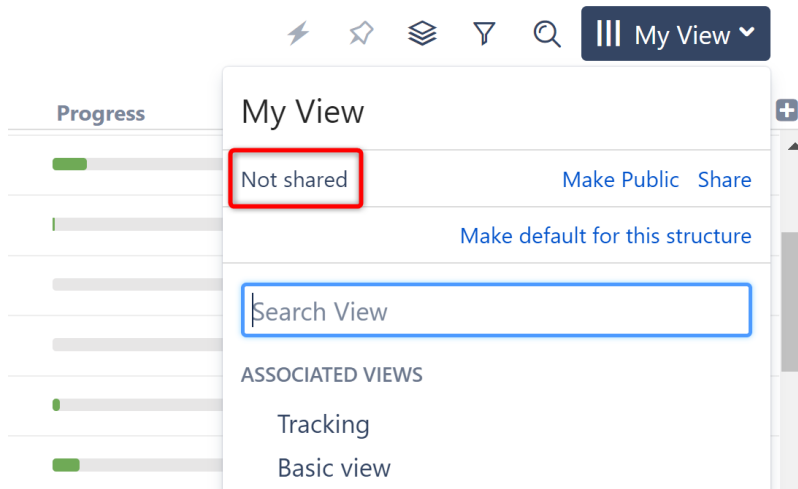 My View
Progress
My View
Not shared Make Public Share
Make default for this structure
Search View
ASSOCIATED VIEWS
Tracking
Basic view